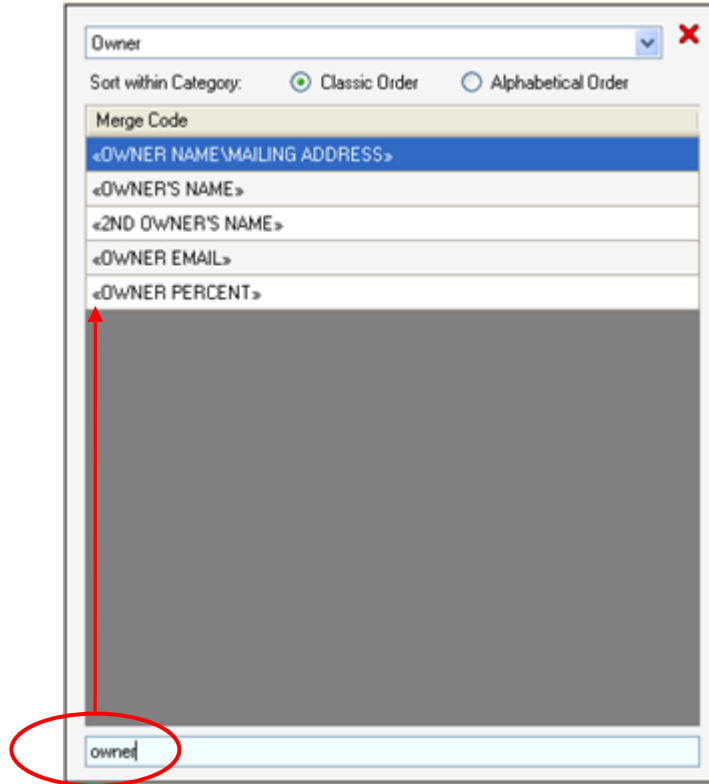 Owner
Sort within Category: Classic Order Alphabetical Order
Merge Code
«OWNER NAME\MAILING ADDRESS»
«OWNER'S NAME»
«2ND OWNER'S NAME»
«OWNER EMAIL»
«OWNER PERCENT»
owner